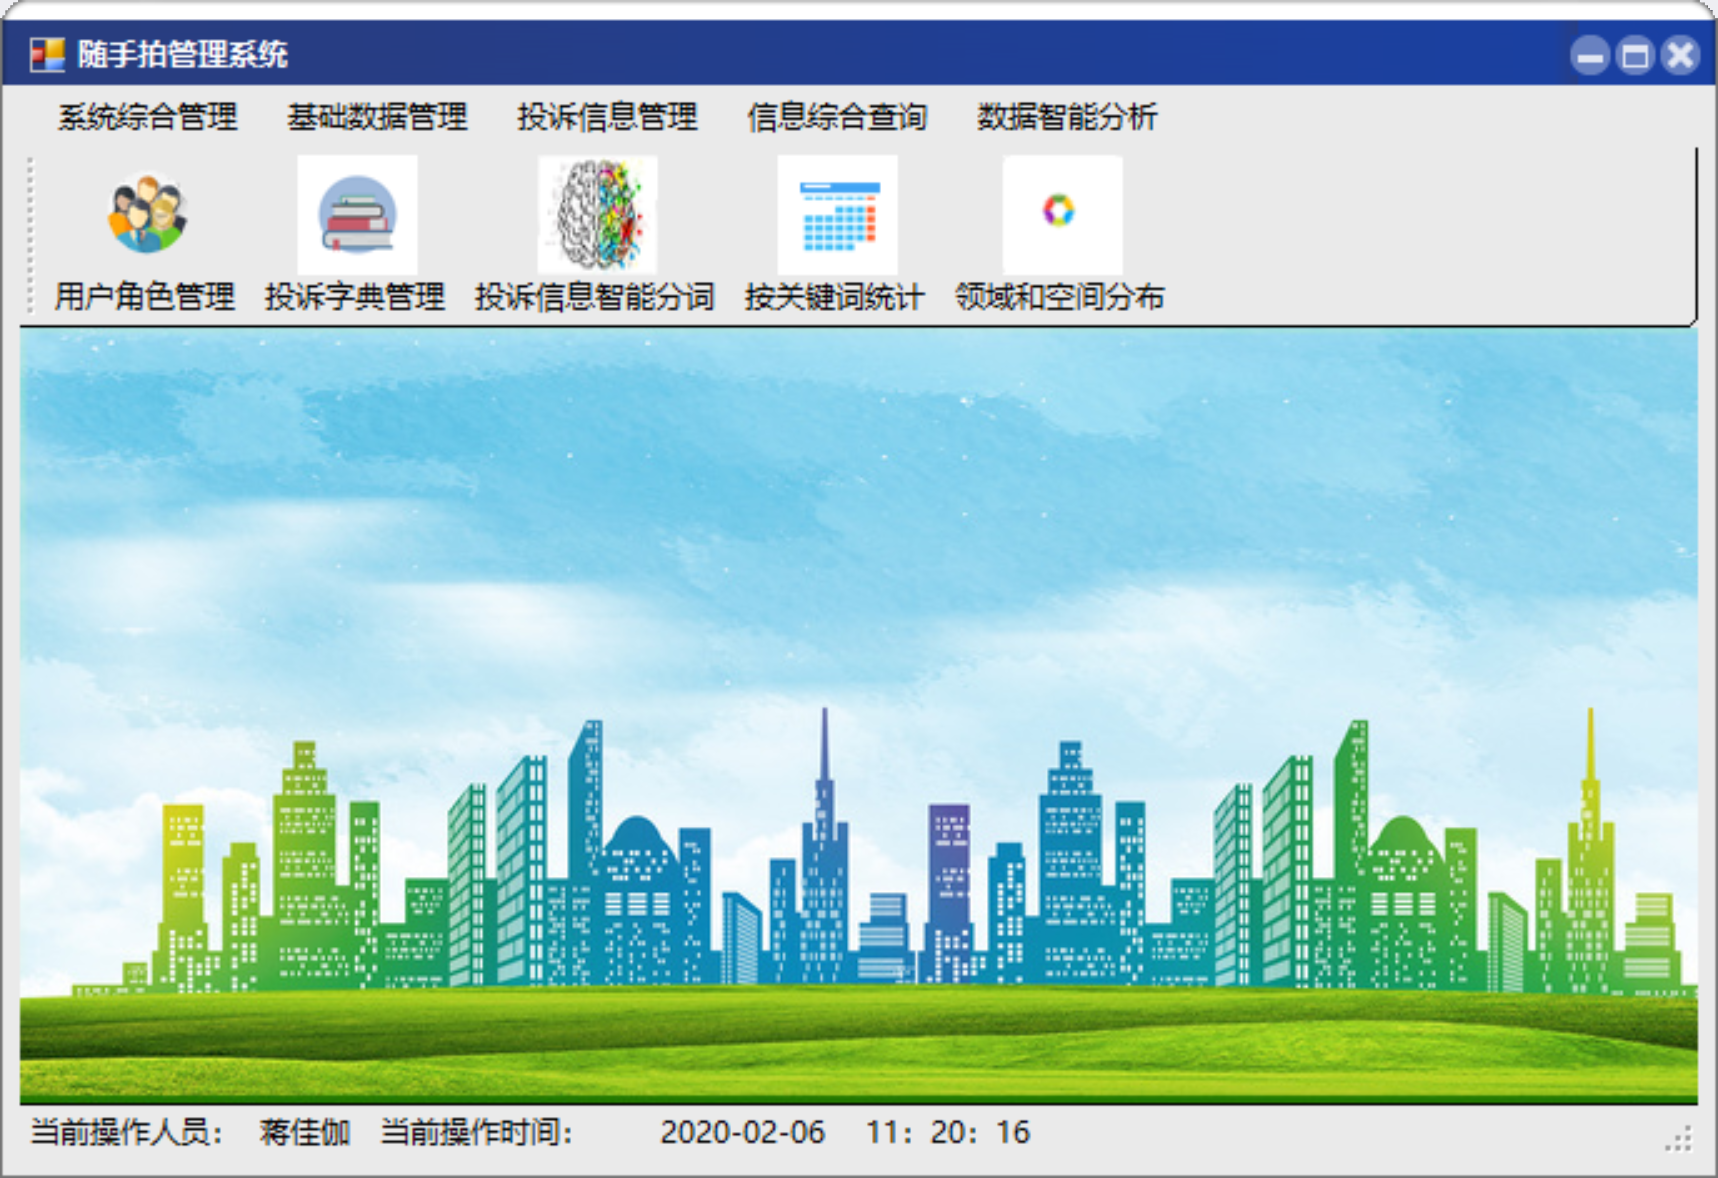 随手拍管理系统
系统综合管理 基础数据管理 投诉信息管理 信息综合查询 数据智能分析
用户角色管理 投诉字典管理 投诉信息智能分词 按关键词统计 领域和空间分布
当前操作人员： 蒋佳伽 当前操作时间： 2020-02-06 11：20：16